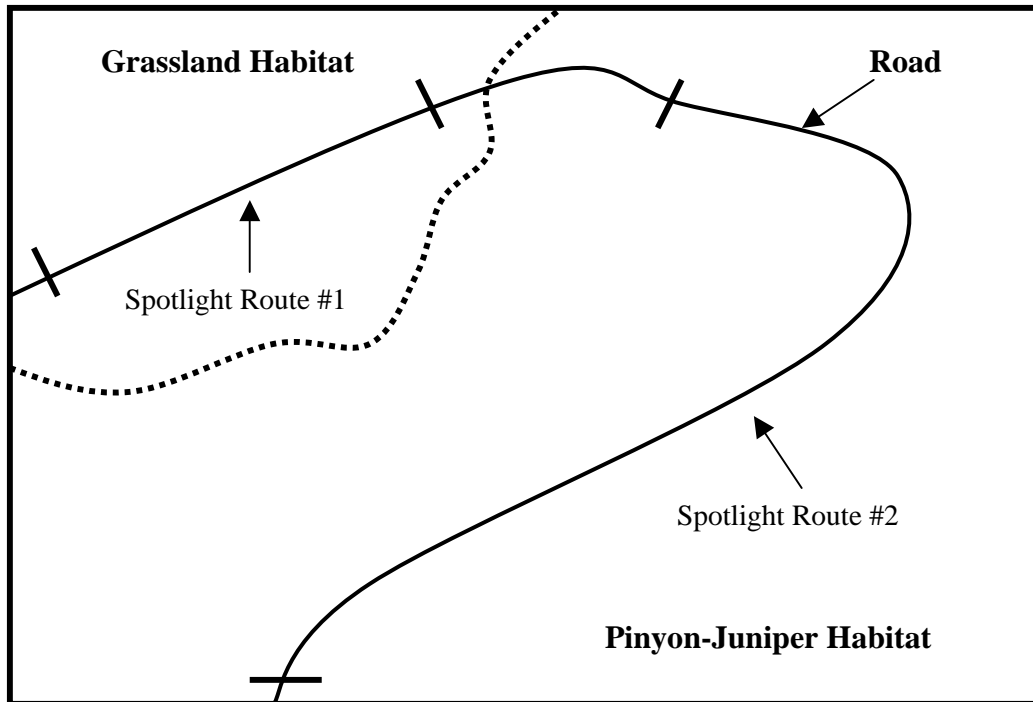 Grassland Habitat
Road
Spotlight Route #1
Spotlight Route #2
Pinyon-Juniper Habitat